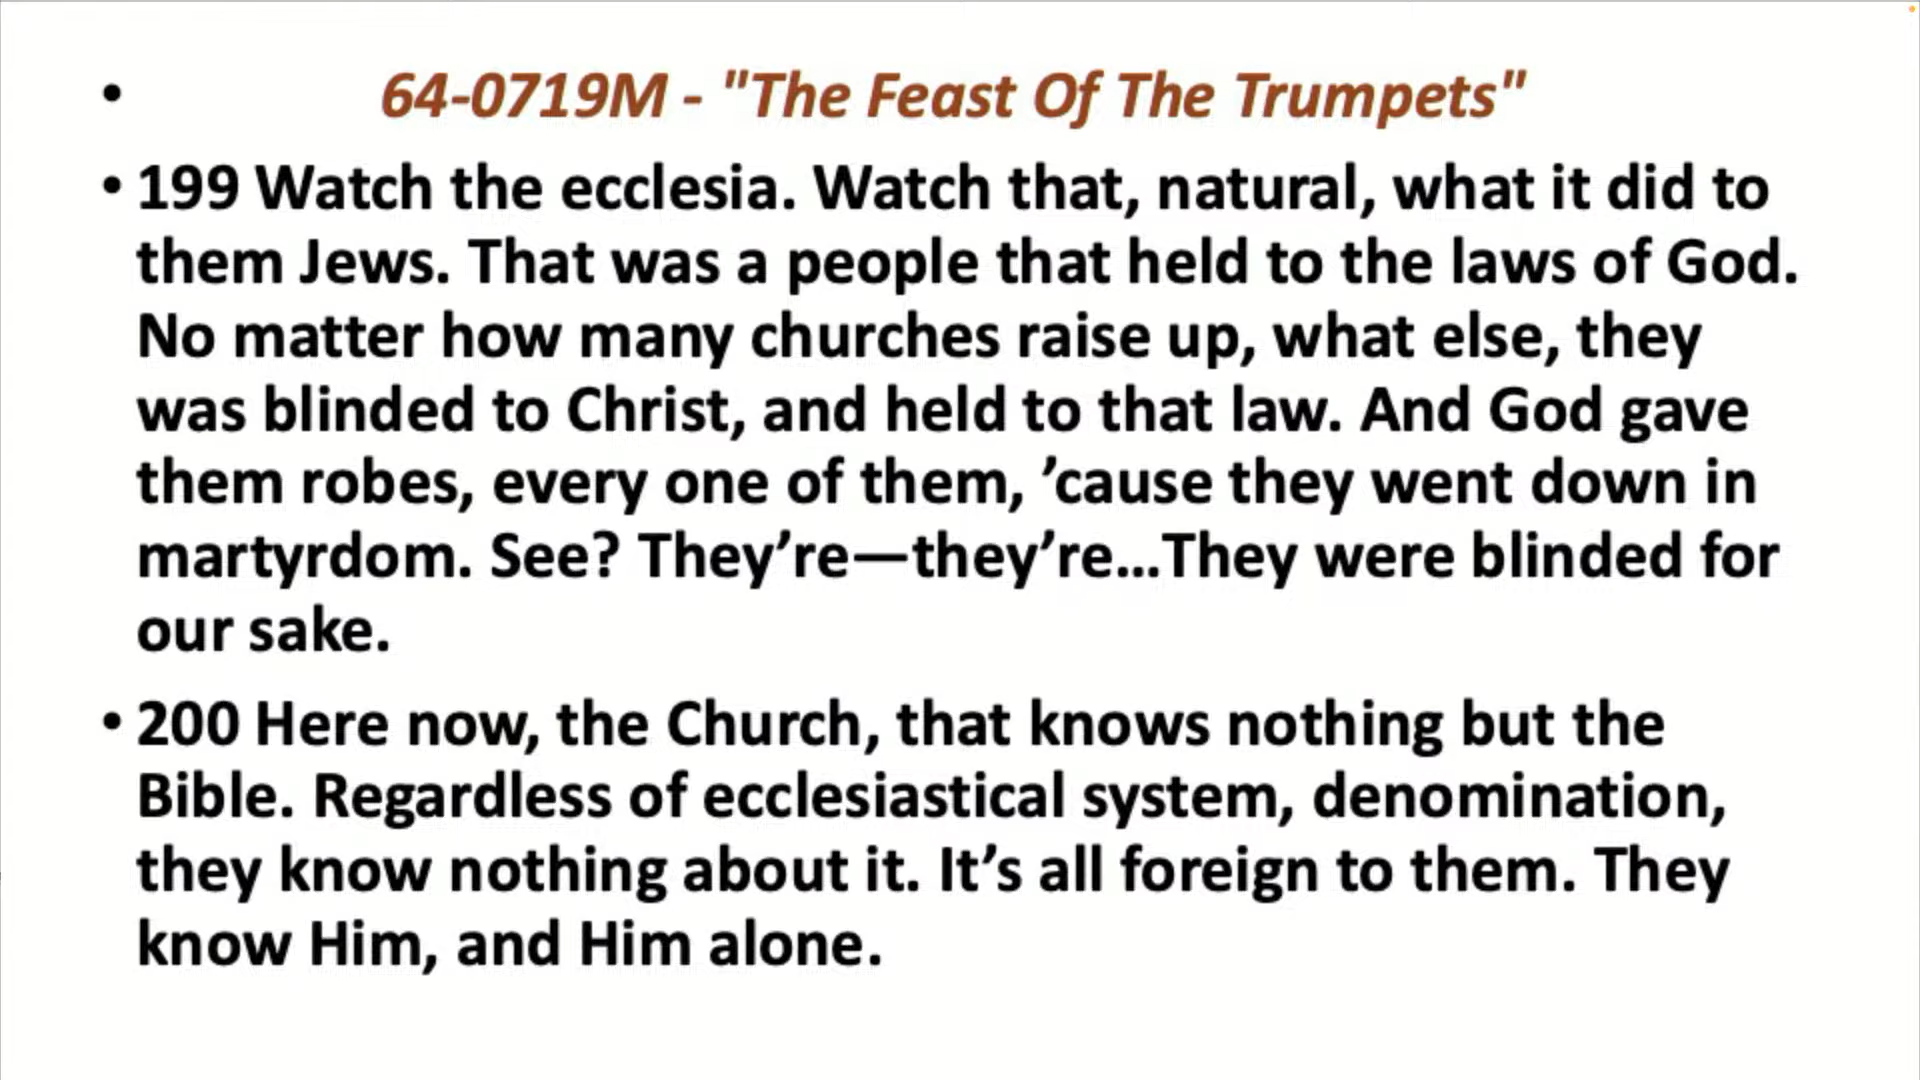 • 64-0719M - "The Feast Of The Trumpets"
• 199 Watch the ecclesia. Watch that, natural, what it did to
them Jews. That was a people that held to the laws of God.
No matter how many churches raise up, what else, they
was blinded to Christ, and held to that law. And God gave
them robes, every one of them, ’cause they went down in
martyrdom. See? They’re—they’re...They were blinded for
our sake.
• 200 Here now, the Church, that knows nothing but the
Bible. Regardless of ecclesiastical system, denomination,
they know nothing about it. It’s all foreign to them. They
know Him, and Him alone.